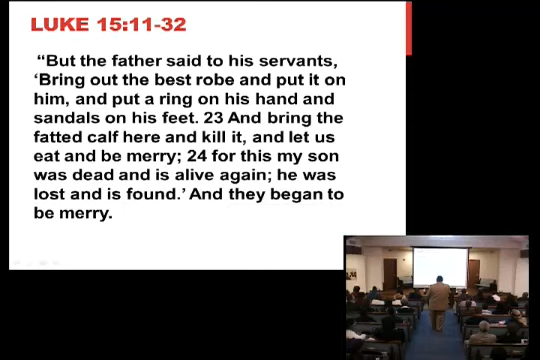 LUKE 15:11-32
“But the father said to his servants,
‘Bring out the best robe and put it on
him, and put a ring on his hand and
sandals on his feet. 23 And bring the
fatted calf here and kill it, and let us
eat and be merry; 24 for this my son
was dead and is alive again; he was
lost and is found.’ And they began to
be merry.